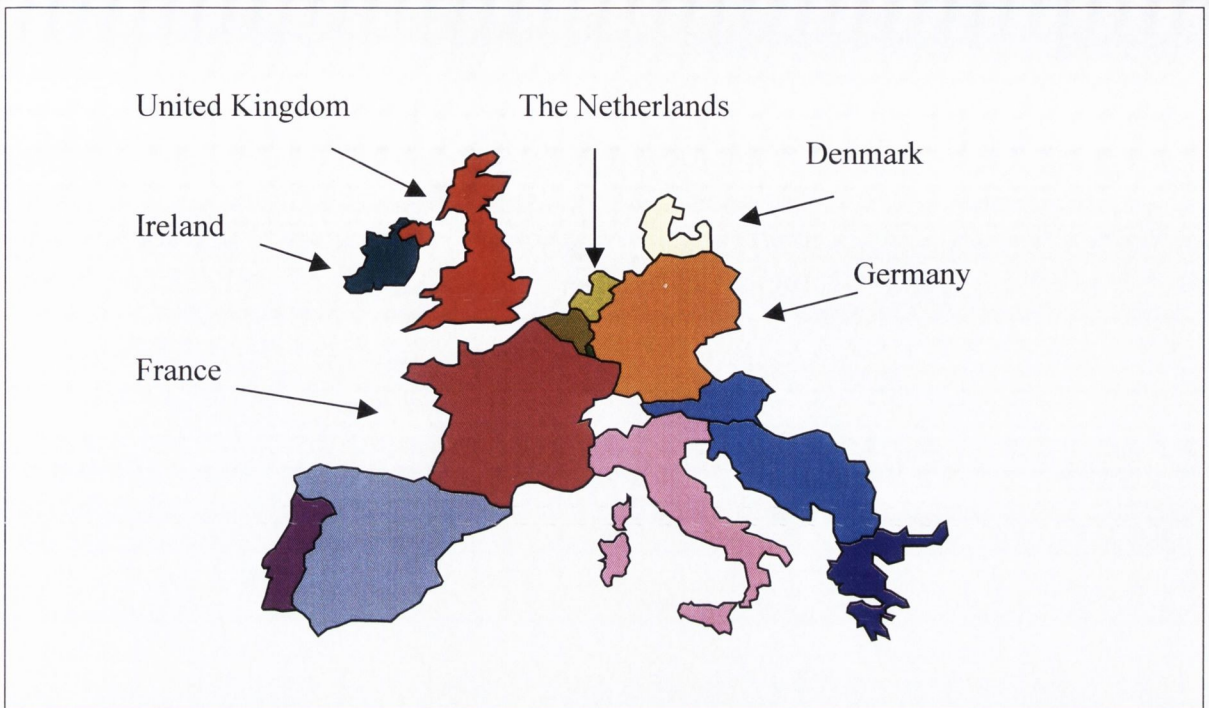 United Kingdom
The Netherlands
Denmark
Ireland
Germany
France